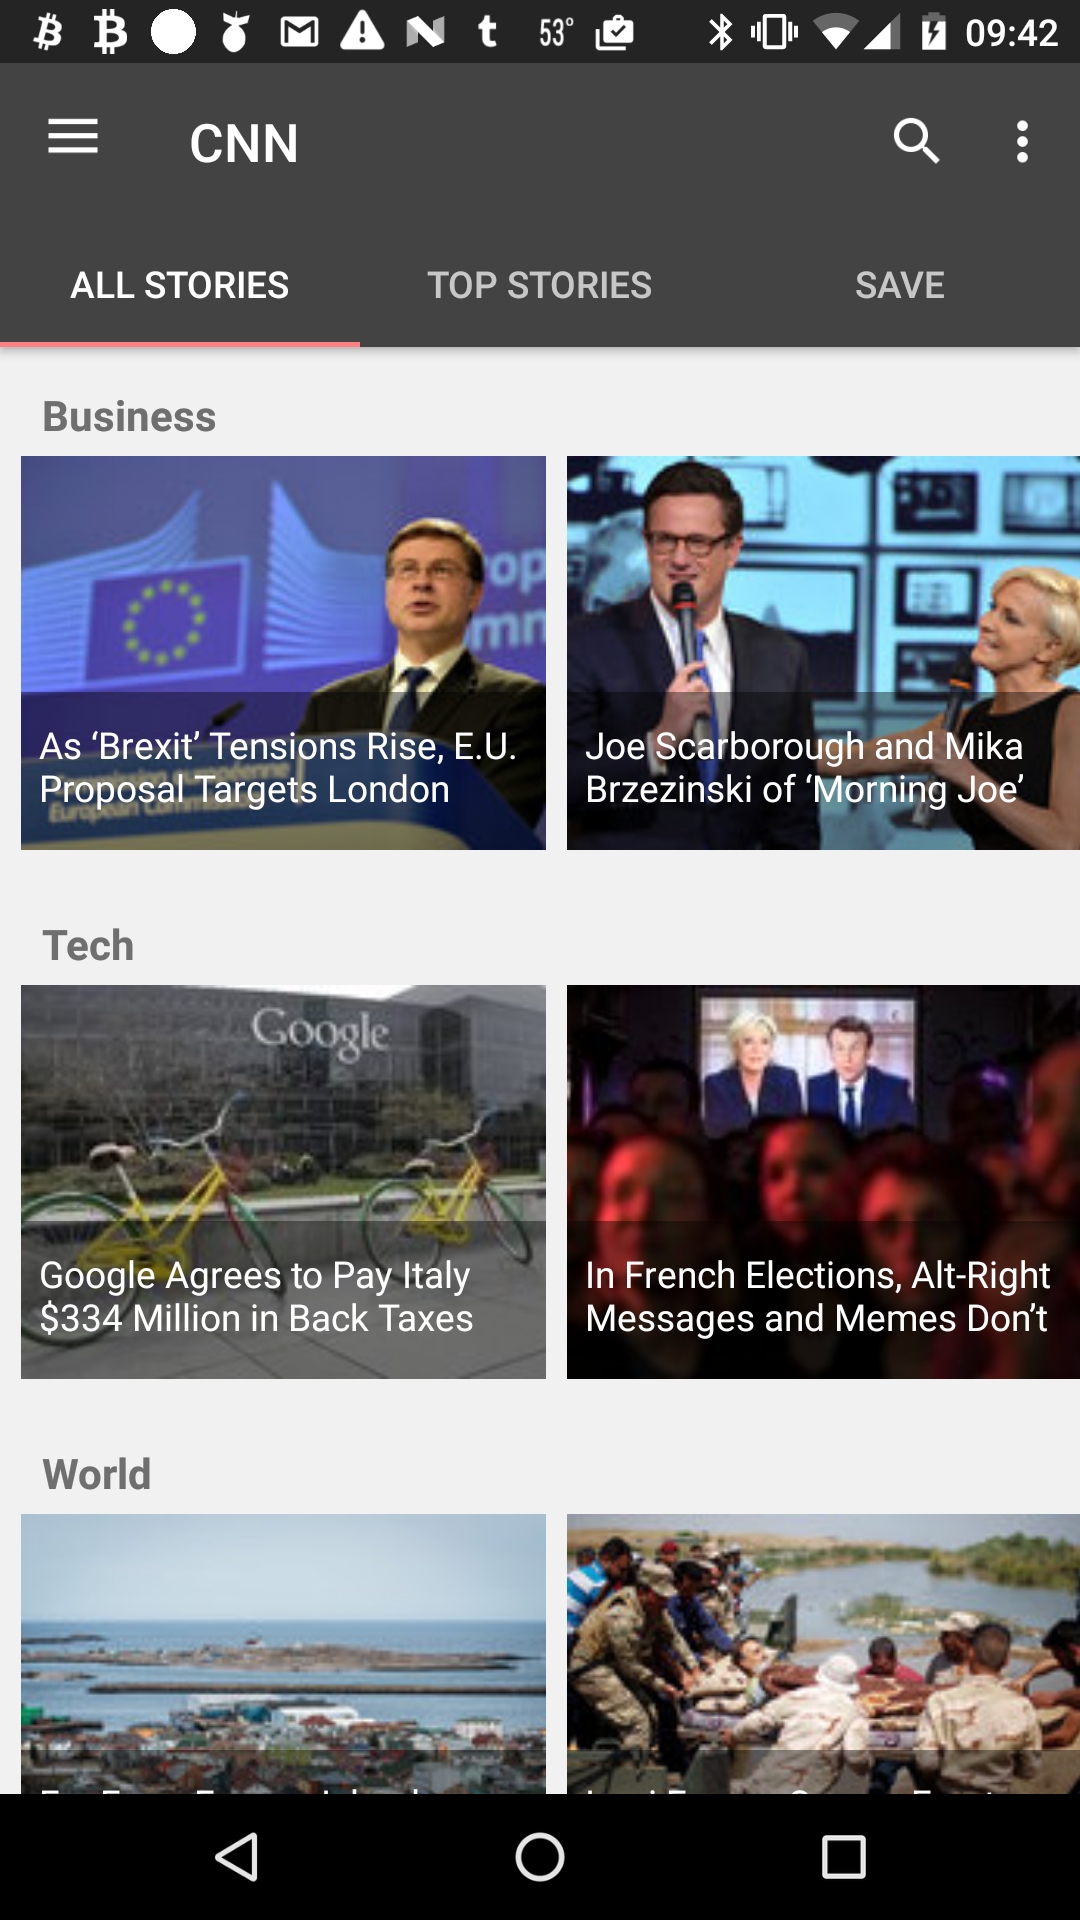 53° 09:42
CNN
ALL STORIES TOP STORIES SAVE
Business
As ‘Brexit’ Tensions Rise, E.U.
Proposal Targets London
Joe Scarborough and Mika
Brzezinski of ‘Morning Joe’
Tech
Google
Google Agrees to Pay Italy
$334 Million in Back Taxes
In French Elections, Alt-Right
Messages and Memes Don’t
World